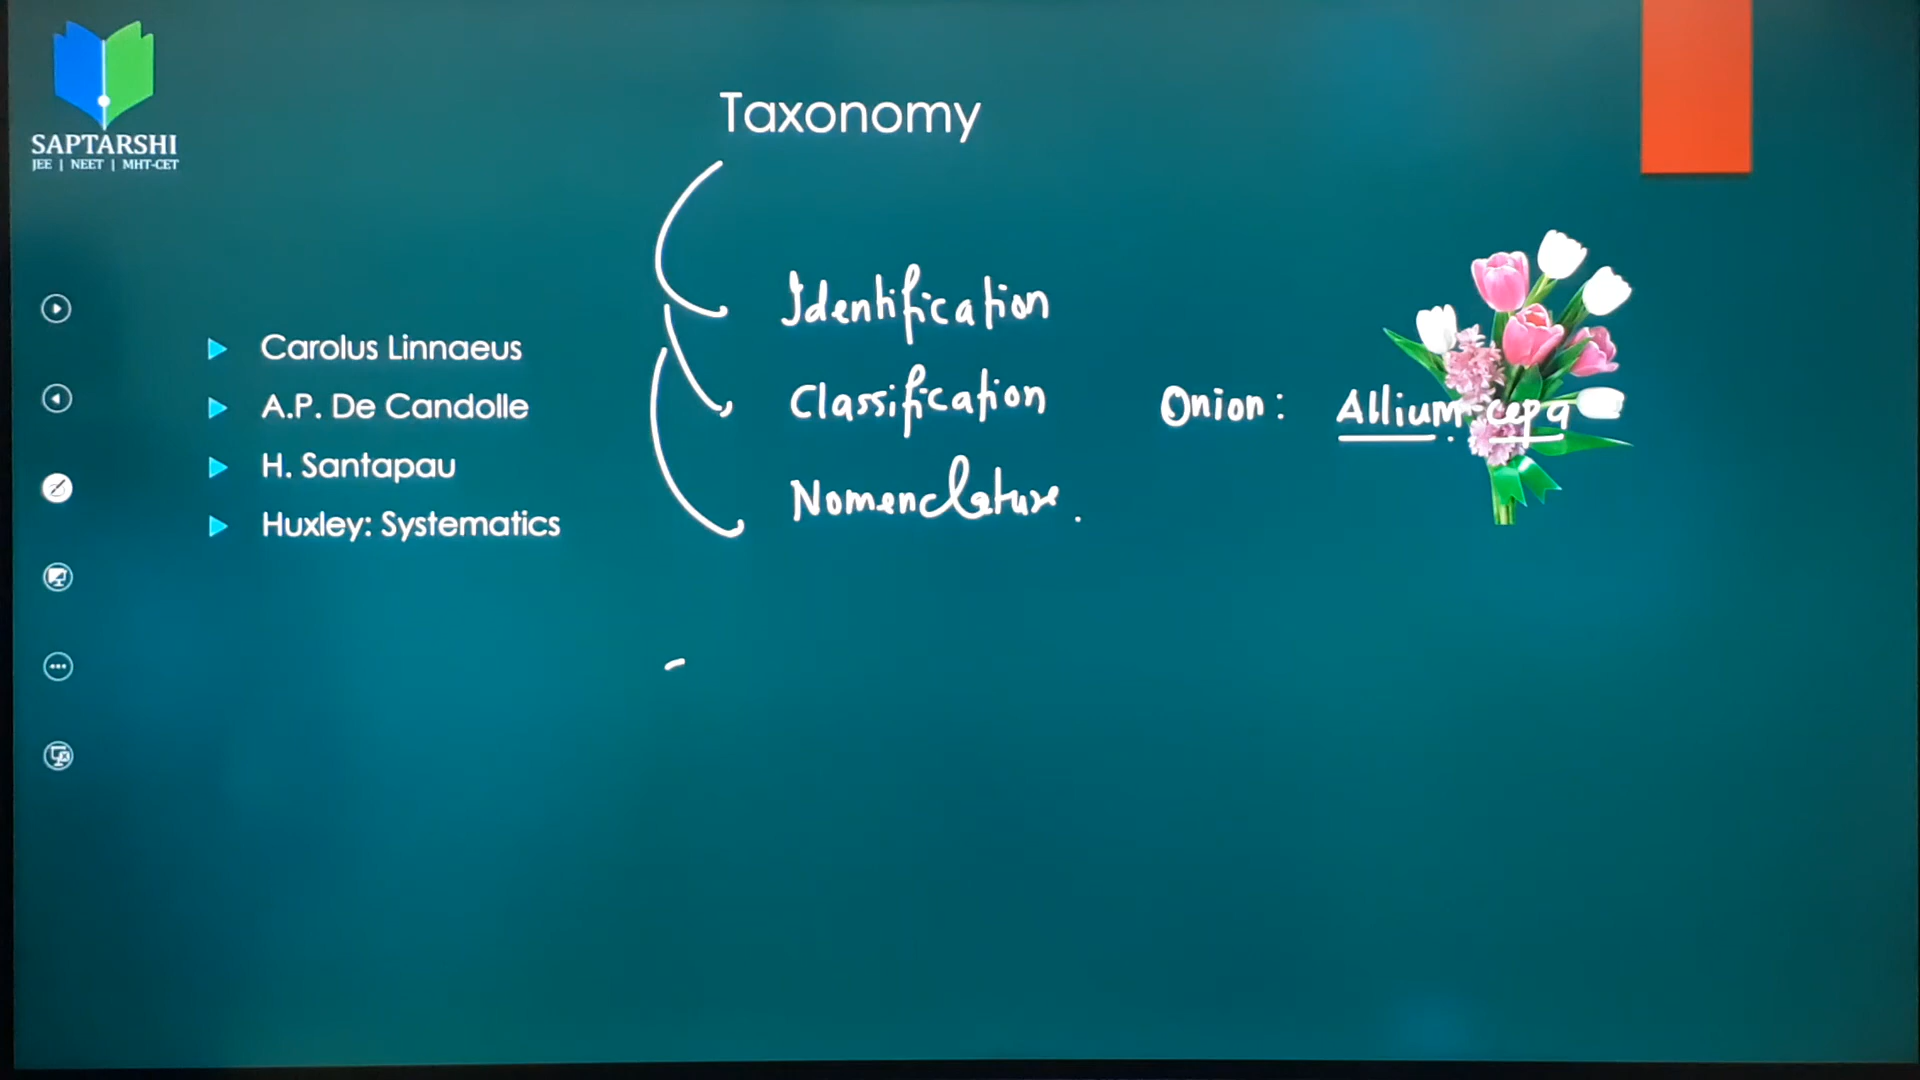 SAPTARSHI
JEE | NEET | MHT-CET
Taxonomy
Carolus Linnaeus
A.P. De Candolle
H. Santapau
Huxley: Systematics
Identification
Classification
Nomenclature.
Onion: Allium cepa